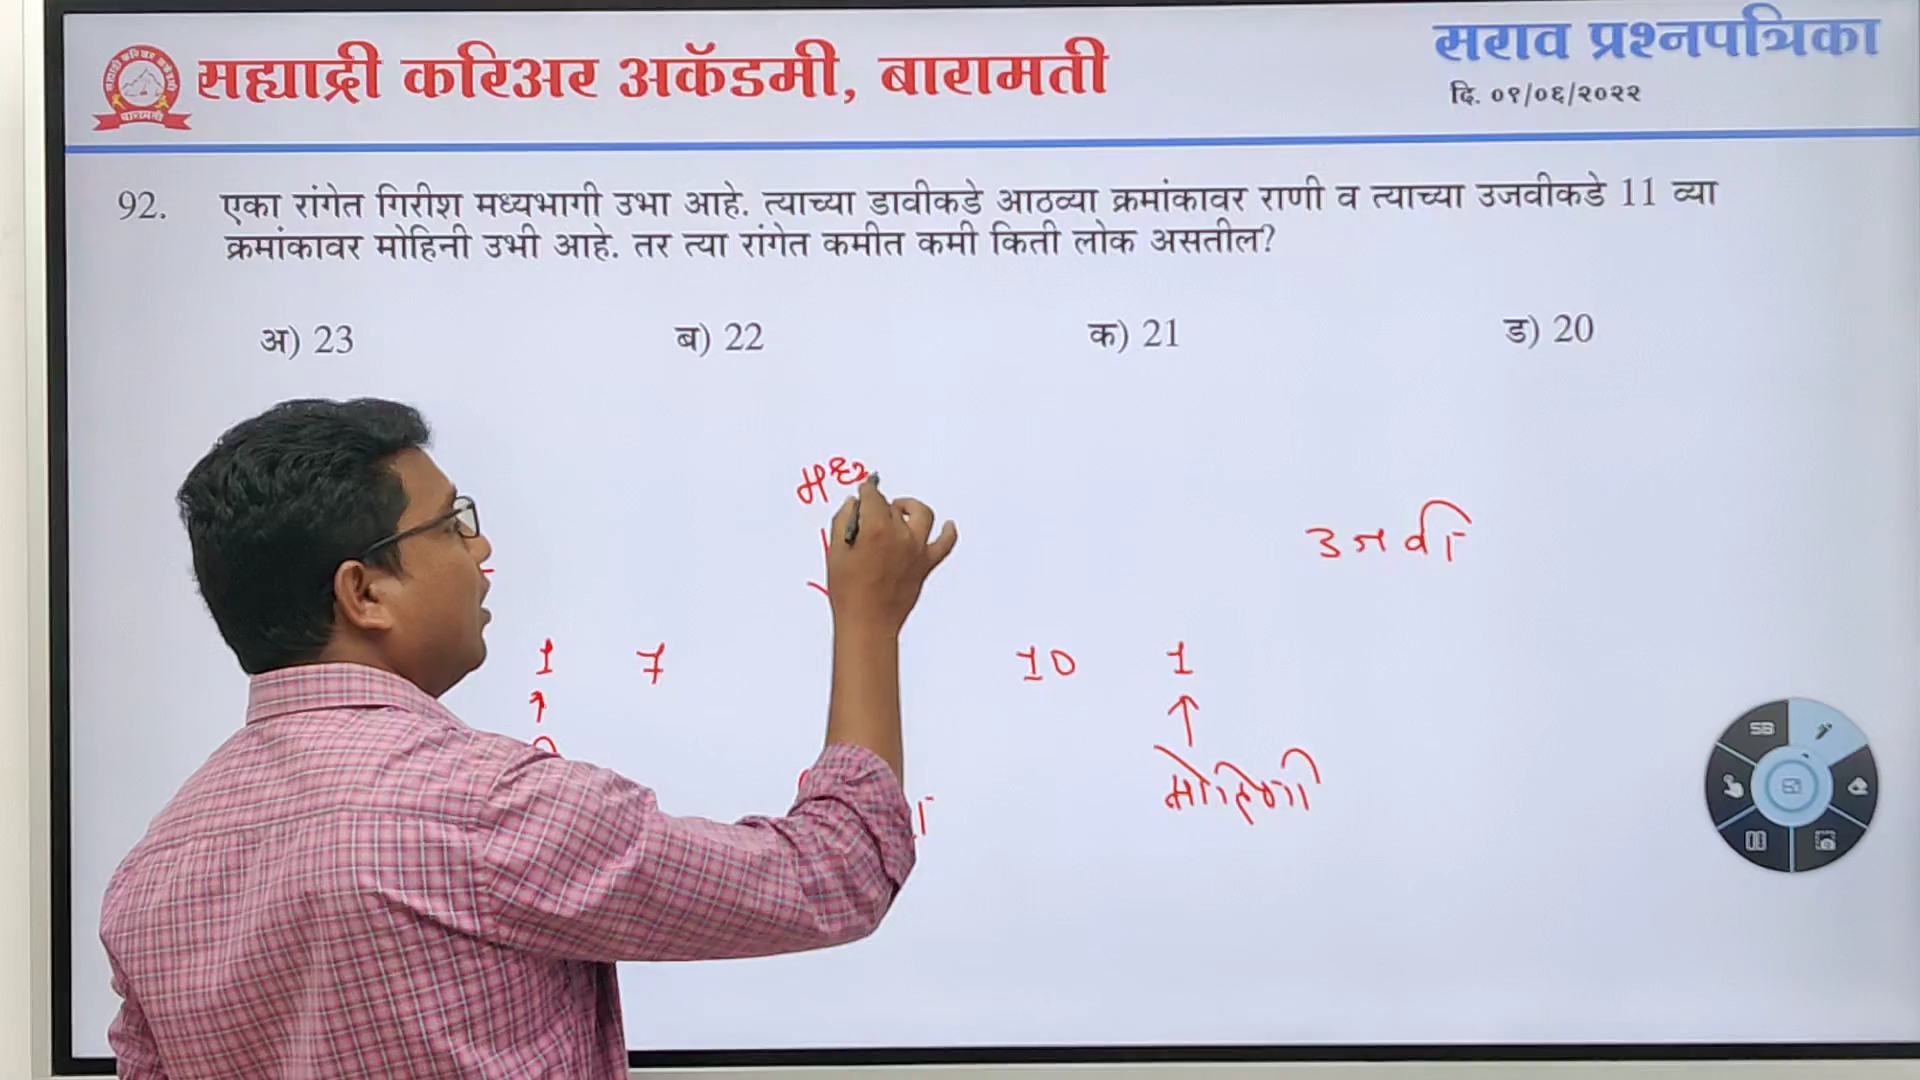 सह्याद्री करिअर अकॅडमी, बारामती
सराव प्रश्नपत्रिका
दि. ०९/०६/२०२२
92. एका रांगेत गिरीश मध्यभागी उभा आहे. त्याच्या डावीकडे आठव्या क्रमांकावर राणी व त्याच्या उजवीकडे 11 व्या
क्रमांकावर मोहिनी उभी आहे. तर त्या रांगेत कमीत कमी किती लोक असतील?
अ) 23 ब) 22 क) 21 ड) 20
मध्य
उजवी
1 7 10 1
मोहिणी